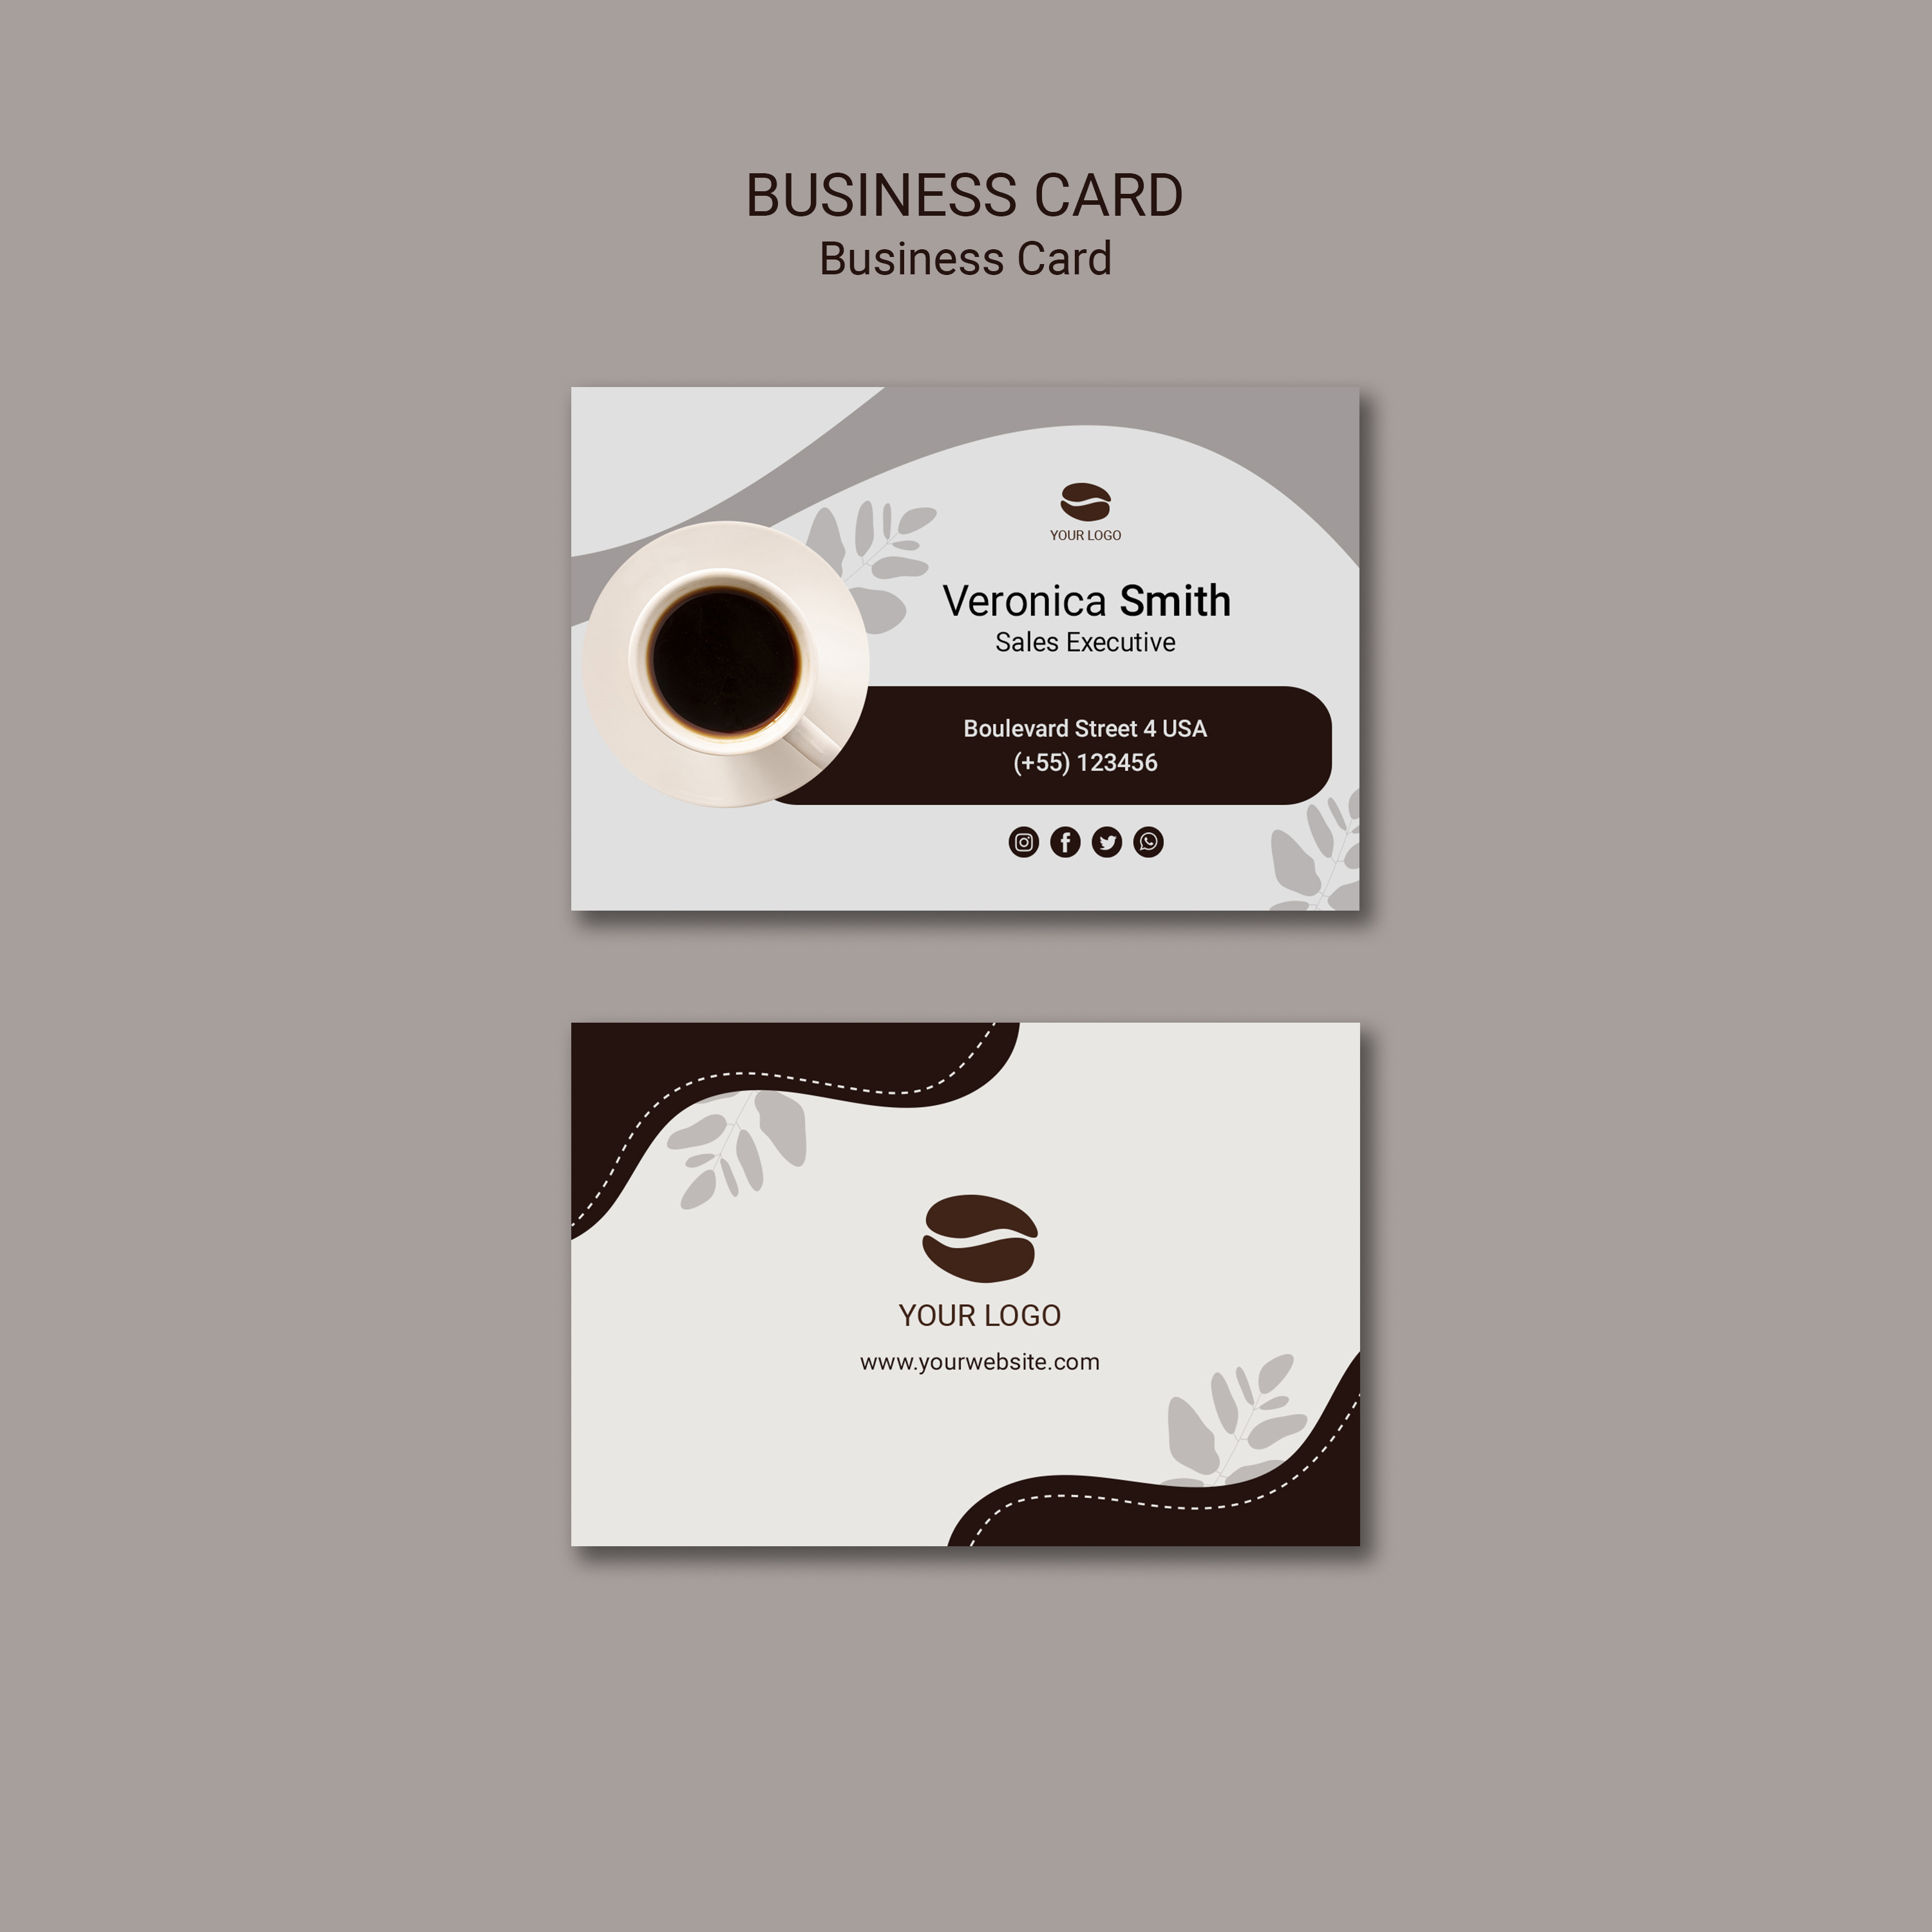 BUSINESS CARD
Business Card
YOUR LOGO
Veronica Smith
Sales Executive
Boulevard Street 4 USA
(+55) 123456
YOUR LOGO
www.yourwebsite.com